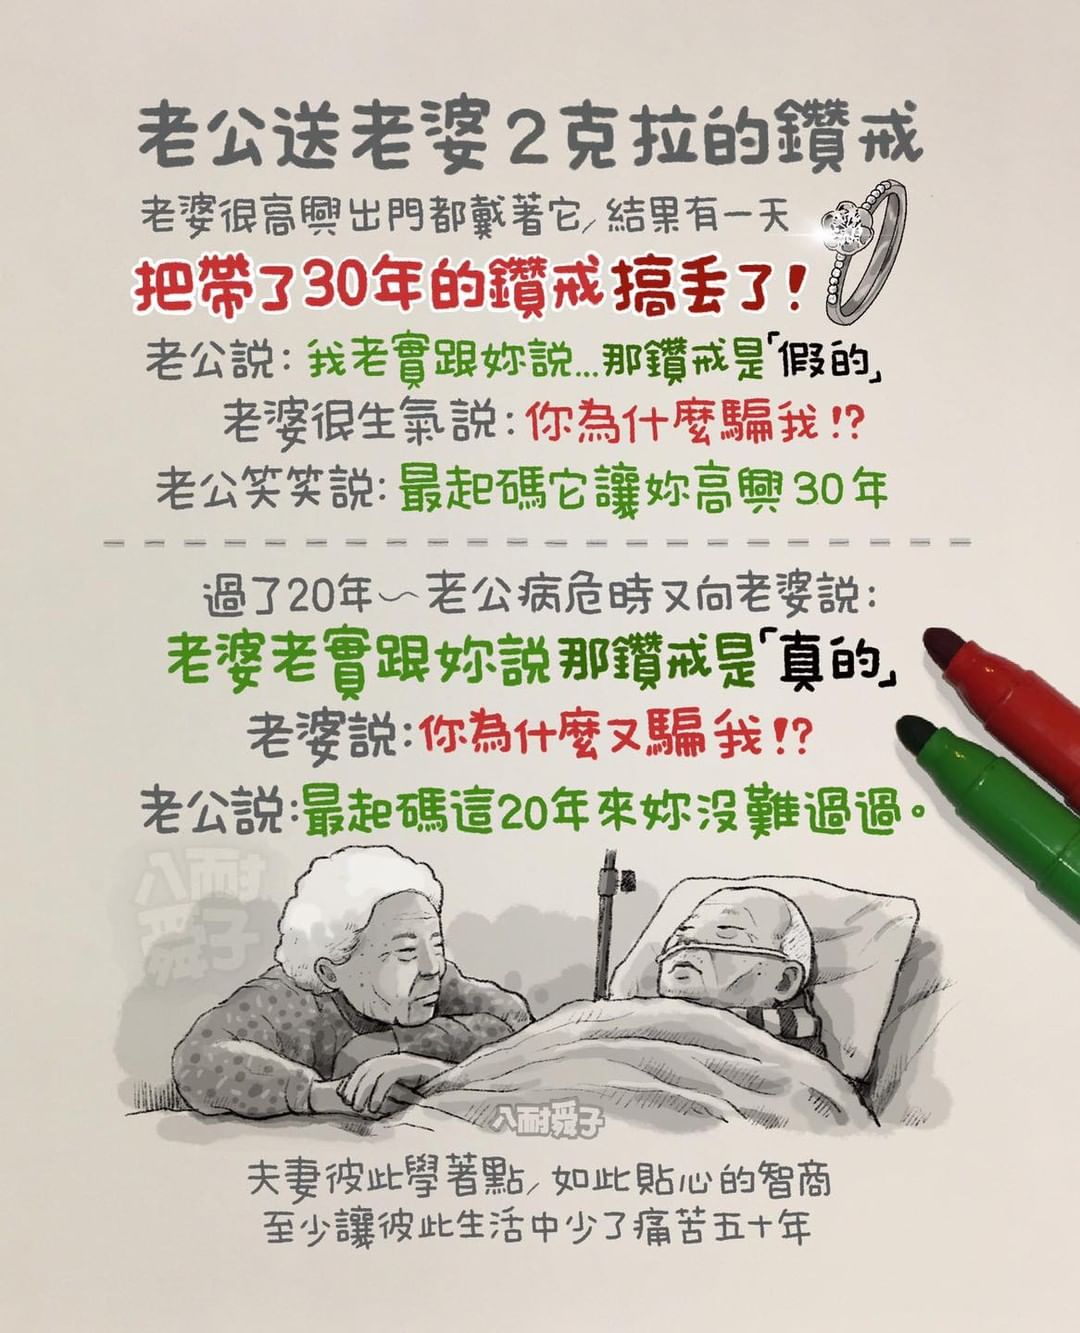 老公送老婆2克拉的鑽戒
老婆很高興出門都戴著它,結果有一天
把帶了30年的鑽戒搞丟了!
老公說:我老實跟妳說...那鑽戒是「假的」
老婆很生氣說:你為什麼騙我!?
老公笑笑說:最起碼它讓妳高興30年
過了20年～老公病危時又向老婆說:
老婆老實跟妳說那鑽戒是「真的」
老婆說:你為什麼又騙我!?
老公說:最起碼這20年來妳沒難過過。
八耐舜子
八耐舜子
夫妻彼此學著點,如此貼心的智商
至少讓彼此生活中少了痛苦五十年